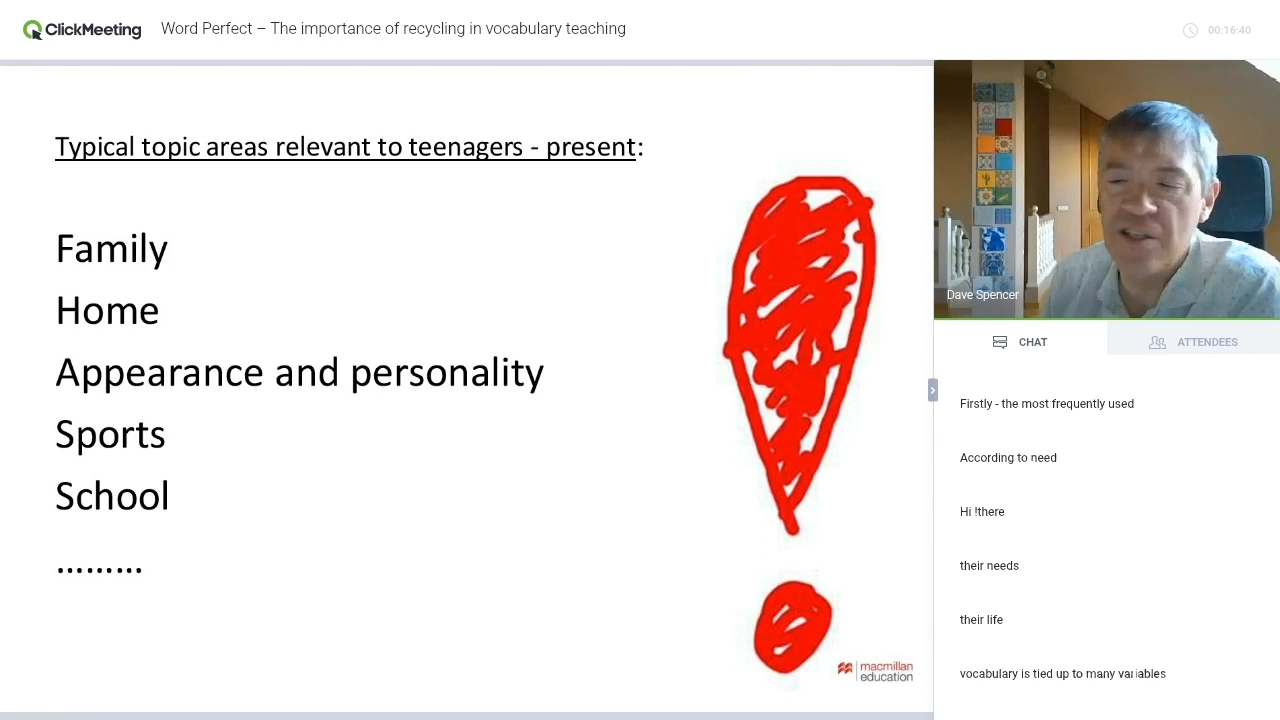 ClickMeeting
Word Perfect – The importance of recycling in vocabulary teaching
00:16:40
Typical topic areas relevant to teenagers - present:
Family
Home
Appearance and personality
Sports
School
.........
macmillan
education
Dave Spencer
CHAT
ATTENDEES
Firstly - the most frequently used
According to need
Hi !there
their needs
their life
vocabulary is tied up to many variables